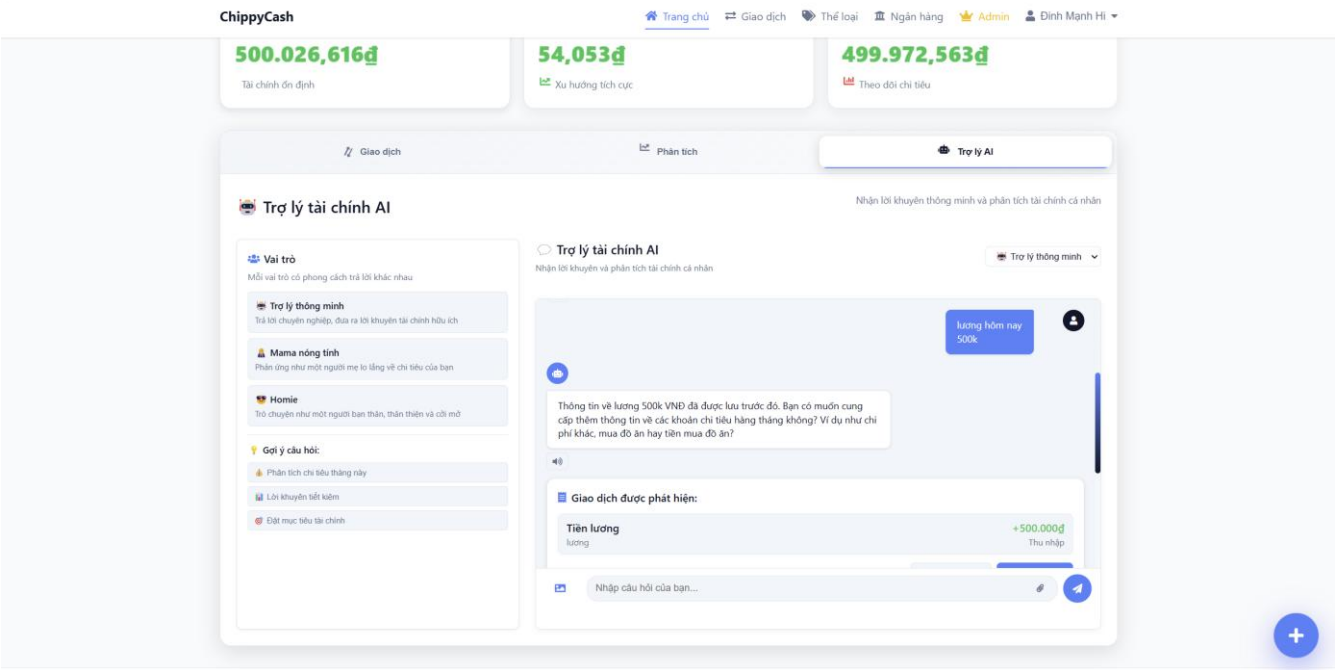 ChippyCash
Trang chủ
Giao dịch
Thể loại
Ngân hàng
Admin
Đinh Mạnh Hi
500.026,616₫
Tài chính ổn định
54,053₫
Xu hướng tích cực
499.972,563₫
Theo dõi chi tiêu
Giao dịch
Phân tích
Trợ lý AI
Trợ lý tài chính AI
Nhận lời khuyên thông minh và phân tích tài chính cá nhân
Vai trò
Mỗi vai trò có phong cách trả lời khác nhau
Trợ lý thông minh
Trả lời chuyên nghiệp, đưa ra lời khuyên tài chính hữu ích
Mama nóng tính
Phản ứng như một người mẹ lo lắng về chi tiêu của bạn
Homie
Trò chuyện như một người bạn thân, thân thiện và cởi mở
Gợi ý câu hỏi:
Phân tích chi tiêu tháng này
Lời khuyên tiết kiệm
Đặt mục tiêu tài chính
Trợ lý tài chính AI
Nhận lời khuyên và phân tích tài chính cá nhân
Trợ lý thông minh
lương hôm nay
500k
Thông tin về lương 500k VNĐ đã được lưu trước đó. Bạn có muốn cung
cấp thêm thông tin về các khoản chi tiêu hàng tháng không? Ví dụ như chi
phí khác, mua đồ ăn hay tiền mua đồ ăn?
Giao dịch được phát hiện:
Tiền lương
+500.000₫
lương
Thu nhập
Nhập câu hỏi của bạn...